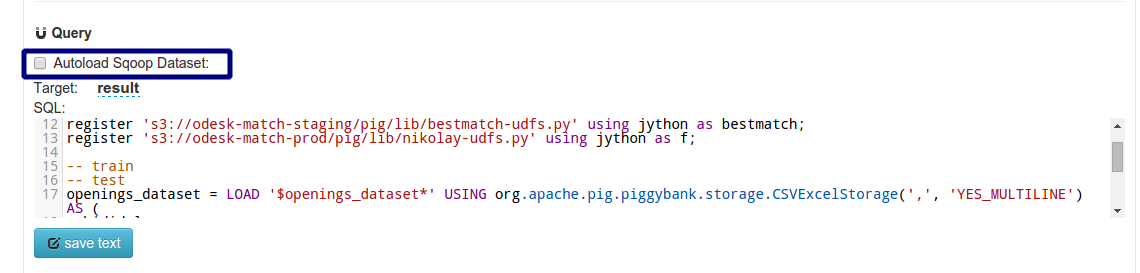 Query
Autoload Sqoop Dataset:
Target: result
SQL:
12 register 's3://odesk-match-staging/pig/lib/bestmatch-udfs.py' using jython as bestmatch;
13 register 's3://odesk-match-prod/pig/lib/nikolay-udfs.py' using jython as f;
14
15 -- train
16 -- test
17 openings_dataset = LOAD '$openings_dataset*' USING org.apache.pig.piggybank.storage.CSVExcelStorage(',', 'YES_MULTILINE')
AS (
save text